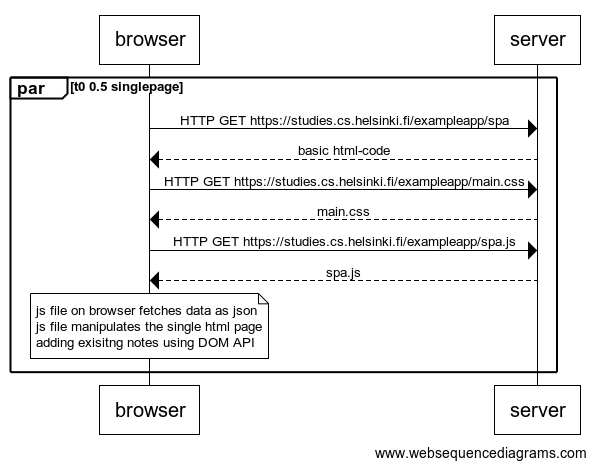 browser
server
par
[t0 0.5 singlepage]
HTTP GET https://studies.cs.helsinki.fi/exampleapp/spa
basic html-code
HTTP GET https://studies.cs.helsinki.fi/exampleapp/main.css
main.css
HTTP GET https://studies.cs.helsinki.fi/exampleapp/spa.js
spa.js
js file on browser fetches data as json
js file manipulates the single html page
adding exisitng notes using DOM API
browser
server
www.websequencediagrams.com